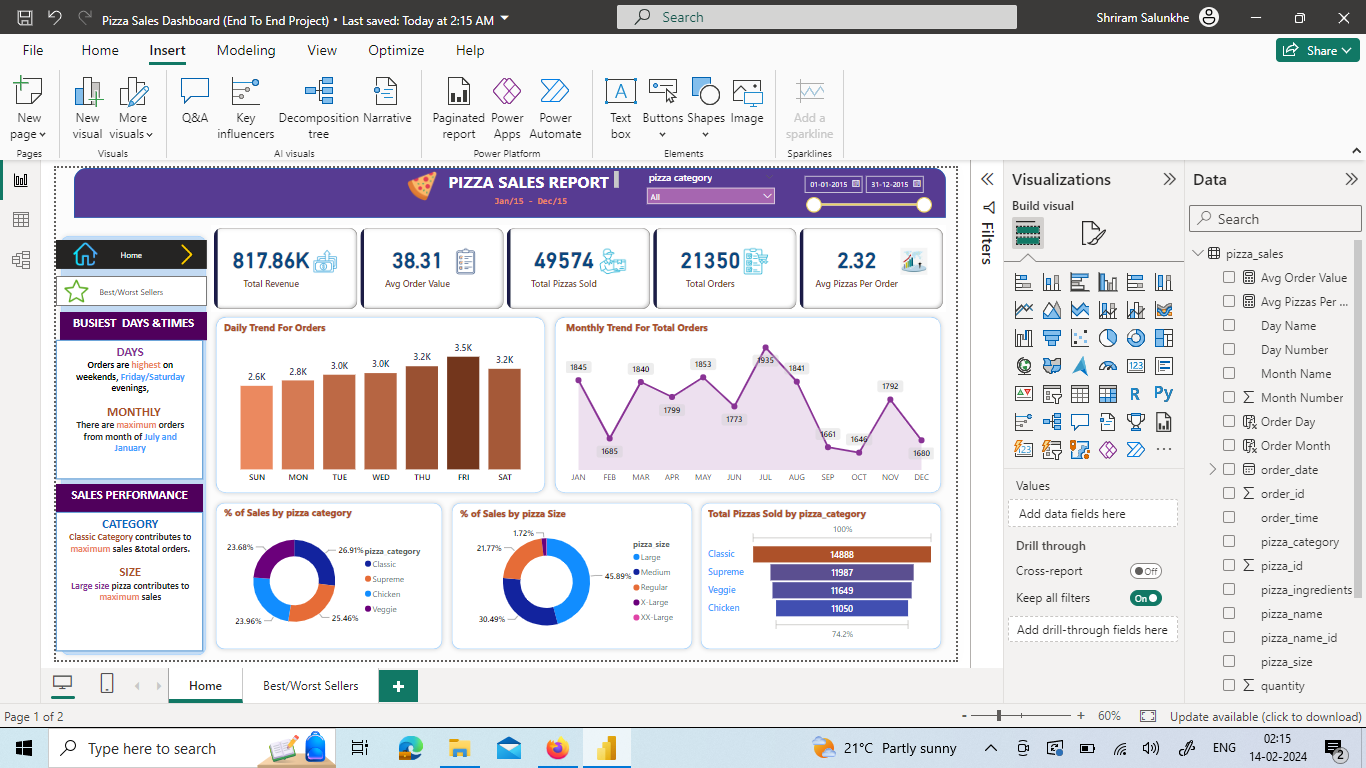 Pizza Sales Dashboard (End To End Project) • Last saved: Today at 2:15 AM
Search
Shriram Salunkhe
File
Home
Insert
Modeling
View
Optimize
Help
Share
New page
New visual
More visuals
Q&A
Key influencers
Decomposition tree
Narrative
Paginated report
Power Apps
Power Automate
Text box
Buttons
Shapes
Image
Add a sparkline
Pages
Visuals
AI visuals
Power Platform
Elements
Sparklines
PIZZA SALES REPORT
Jan/15 - Dec/15
pizza category
All
01-01-2015
31-12-2015
Home
Best/Worst Sellers
BUSIEST DAYS &TIMES
DAYS
Orders are highest on
weekends, Friday/Saturday
evenings,
MONTHLY
There are maximum orders
from month of July and
January
SALES PERFORMANCE
CATEGORY
Classic Category contributes to
maximum sales &total orders.
SIZE
Large size pizza contributes to
maximum sales
817.86K
Total Revenue
38.31
Avg Order Value
49574
Total Pizzas Sold
21350
Total Orders
2.32
Avg Pizzas Per Order
Daily Trend For Orders
2.6K
2.8K
3.0K
3.0K
3.2K
3.5K
3.2K
SUN
MON
TUE
WED
THU
FRI
SAT
Monthly Trend For Total Orders
1845
1685
1840
1799
1853
1773
1935
1841
1661
1646
1792
1680
JAN
FEB
MAR
APR
MAY
JUN
JUL
AUG
SEP
OCT
NOV
DEC
% of Sales by pizza category
23.68%
26.91%
23.96%
25.46%
pizza_category
Classic
Supreme
Chicken
Veggie
% of Sales by pizza Size
1.72%
21.77%
45.89%
30.49%
pizza_size
Large
Medium
Regular
X-Large
XX-Large
Total Pizzas Sold by pizza_category
100%
Classic
14888
Supreme
11987
Veggie
11649
Chicken
11050
74.2%
Filters
Visualizations
Build visual
123
R
Py
123
Values
Add data fields here
Drill through
Cross-report
Off
Keep all filters
On
Add drill-through fields here
Data
Search
pizza_sales
Avg Order Value
Avg Pizzas Per ...
Day Name
Day Number
Month Name
Month Number
Order Day
Order Month
order_date
order_id
order_time
pizza_category
pizza_id
pizza_ingredients
pizza_name
pizza_name_id
pizza_size
quantity
Home
Best/Worst Sellers
Page 1 of 2
- + 60%
Update available (click to download)
Type here to search
21°C Partly sunny
ENG
02:15
14-02-2024
2